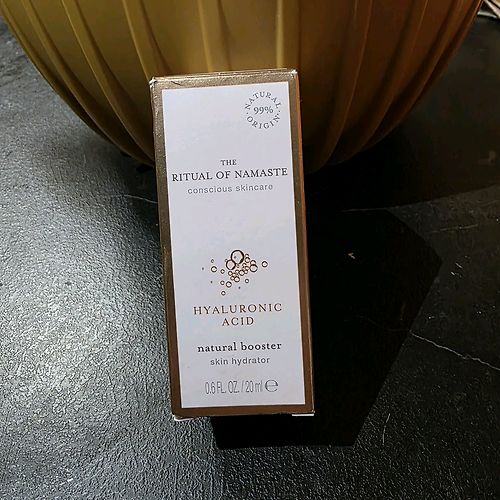 NATURAL
99%
ORIGIN
THE
RITUAL OF NAMASTE
conscious skincare
HYALURONIC
ACID
natural booster
skin hydrator
0.6 FL. OZ. / 20 ml ℮